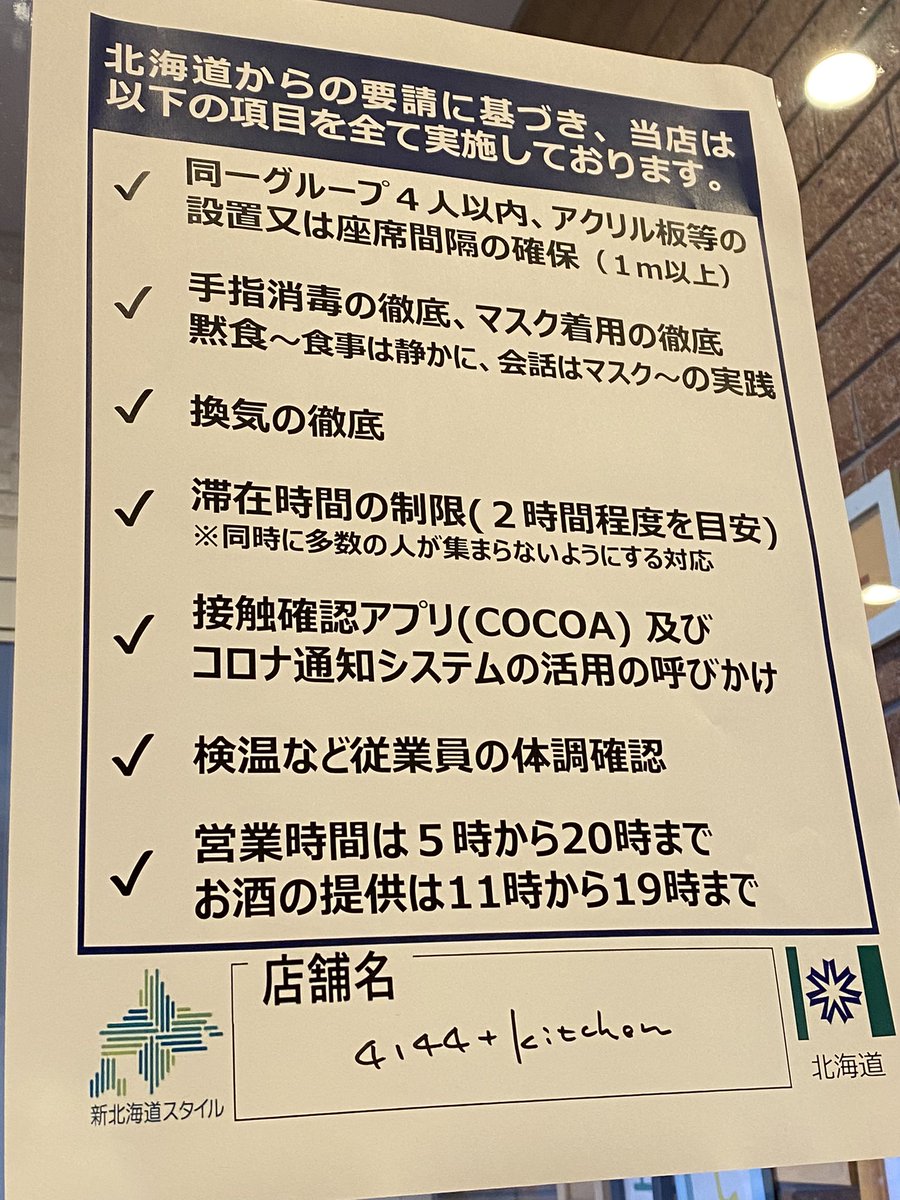 北海道からの要請に基づき、当店は
以下の項目を全て実施しております。
✓ 同一グループ４人以内、アクリル板等の
設置又は座席間隔の確保（１ｍ以上）
✓ 手指消毒の徹底、マスク着用の徹底
黙食～食事は静かに、会話はマスク～の実践
✓ 換気の徹底
✓ 滞在時間の制限(２時間程度を目安)
※同時に多数の人が集まらないようにする対応
✓ 接触確認アプリ(COCOA) 及び
コロナ通知システムの活用の呼びかけ
✓ 検温など従業員の体調確認
✓ 営業時間は５時から20時まで
お酒の提供は11時から19時まで
店舗名
4144+kitchen
新北海道スタイル
北海道